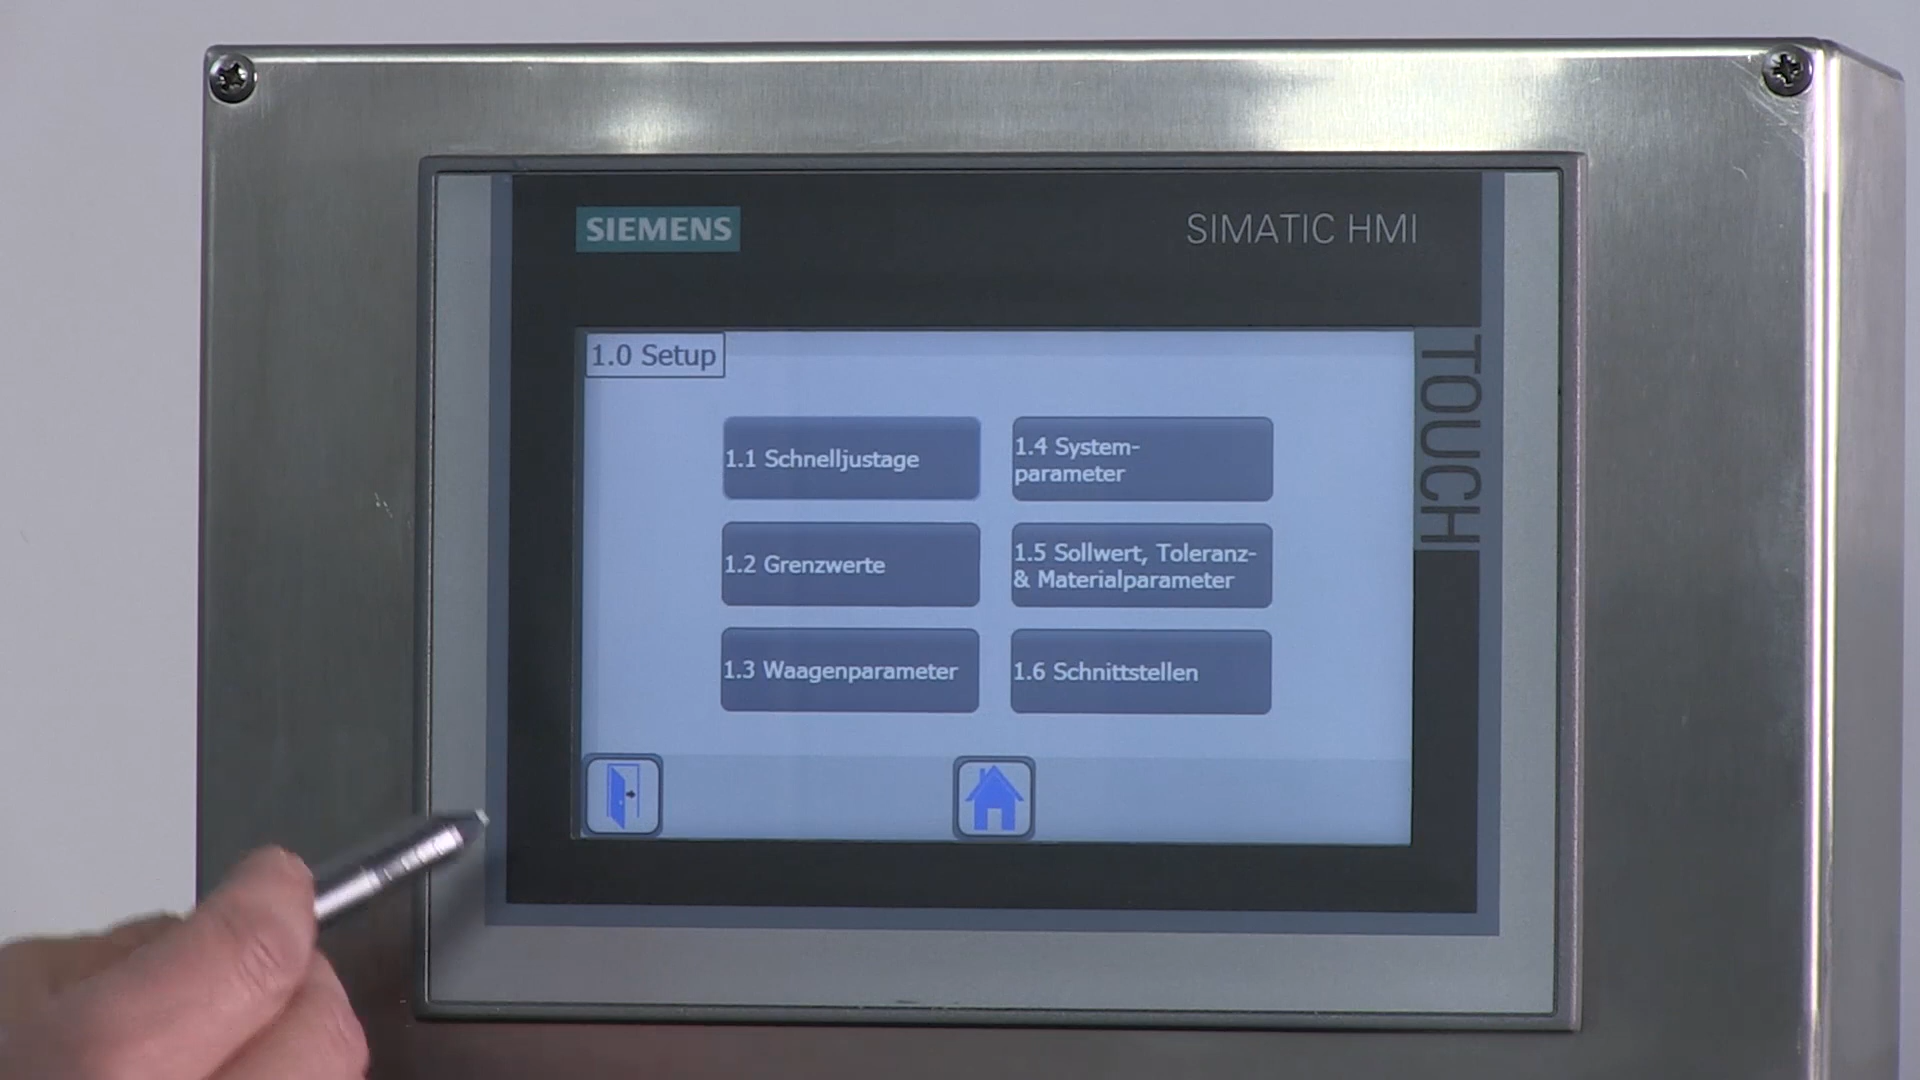 SIEMENS
SIMATIC HMI
TOUCH
1.0 Setup
1.1 Schnelljustage
1.4 System-
parameter
1.2 Grenzwerte
1.5 Sollwert, Toleranz-
& Materialparameter
1.3 Waagenparameter
1.6 Schnittstellen